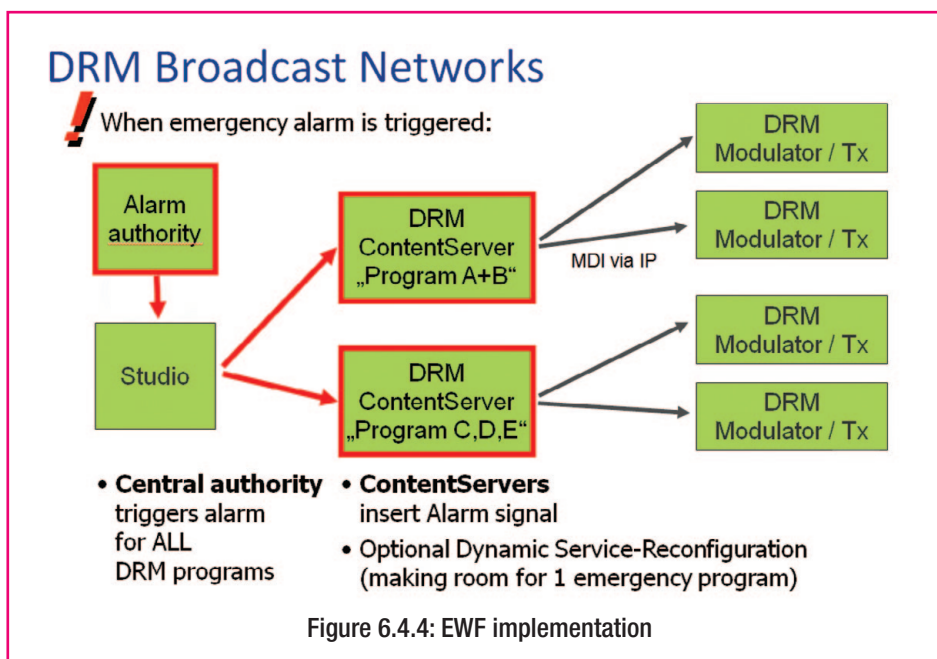 DRM Broadcast Networks
! When emergency alarm is triggered:
Alarm
authority
Studio
DRM
ContentServer
„Program A+B“
DRM
ContentServer
„Program C,D,E“
MDI via IP
DRM
Modulator / Tx
DRM
Modulator / Tx
DRM
Modulator / Tx
DRM
Modulator / Tx
• Central authority
triggers alarm
for ALL
DRM programs
• ContentServers
insert Alarm signal
• Optional Dynamic Service-Reconfiguration
(making room for 1 emergency program)
Figure 6.4.4: EWF implementation